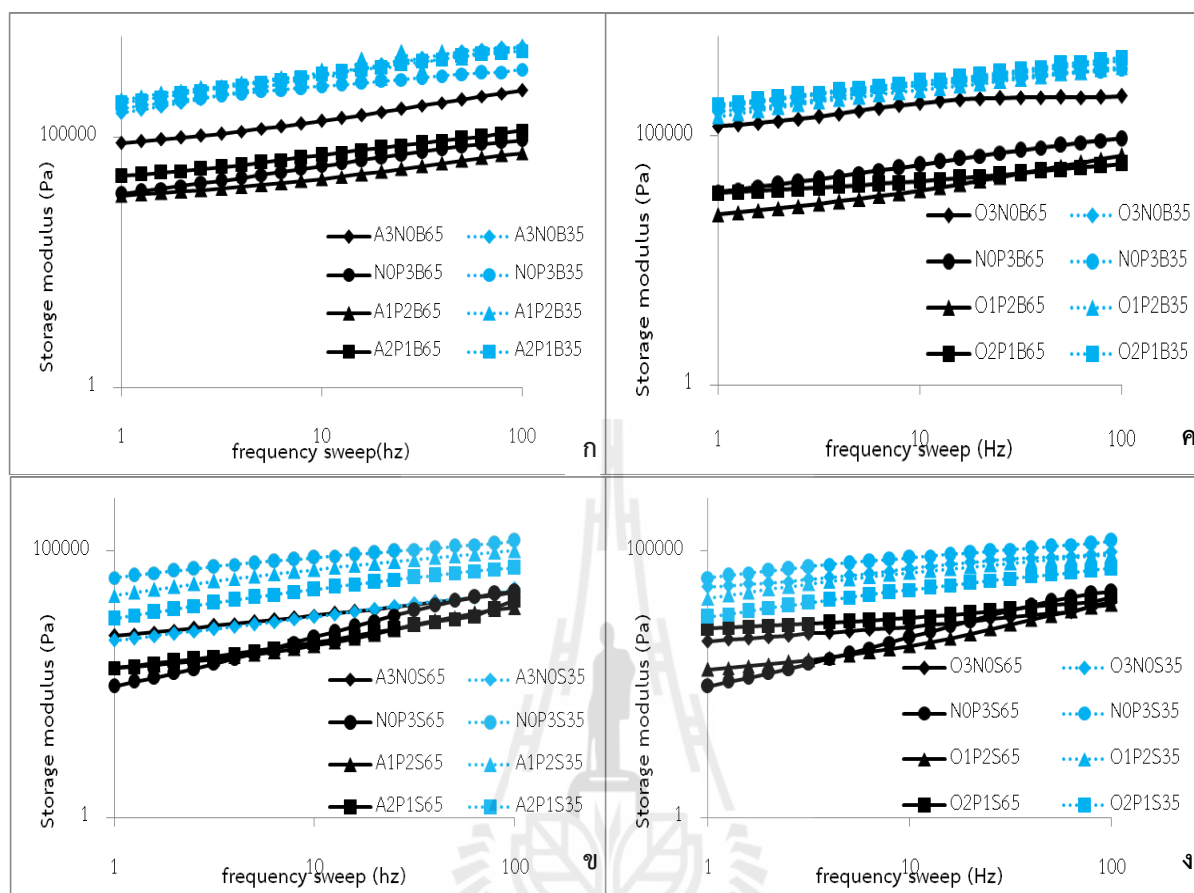 Storage modulus (Pa)
100000
1
A3N0B65 A3N0B35
N0P3B65 N0P3B35
A1P2B65 A1P2B35
A2P1B65 A2P1B35
1 10 100
frequency sweep(hz)
ก
Storage modulus (Pa)
100000
1
O3N0B65 O3N0B35
N0P3B65 N0P3B35
O1P2B65 O1P2B35
O2P1B65 O2P1B35
1 10 100
frequency sweep (Hz)
ค
Storage modulus (Pa)
100000
1
A3N0S65 A3N0S35
N0P3S65 N0P3S35
A1P2S65 A1P2S35
A2P1S65 A2P1S35
1 10 100
frequency sweep (hz)
ข
Storage modulus (Pa)
100000
1
O3N0S65 O3N0S35
N0P3S65 N0P3S35
O1P2S65 O1P2S35
O2P1S65 O2P1S35
1 10 100
frequency sweep (Hz)
ง